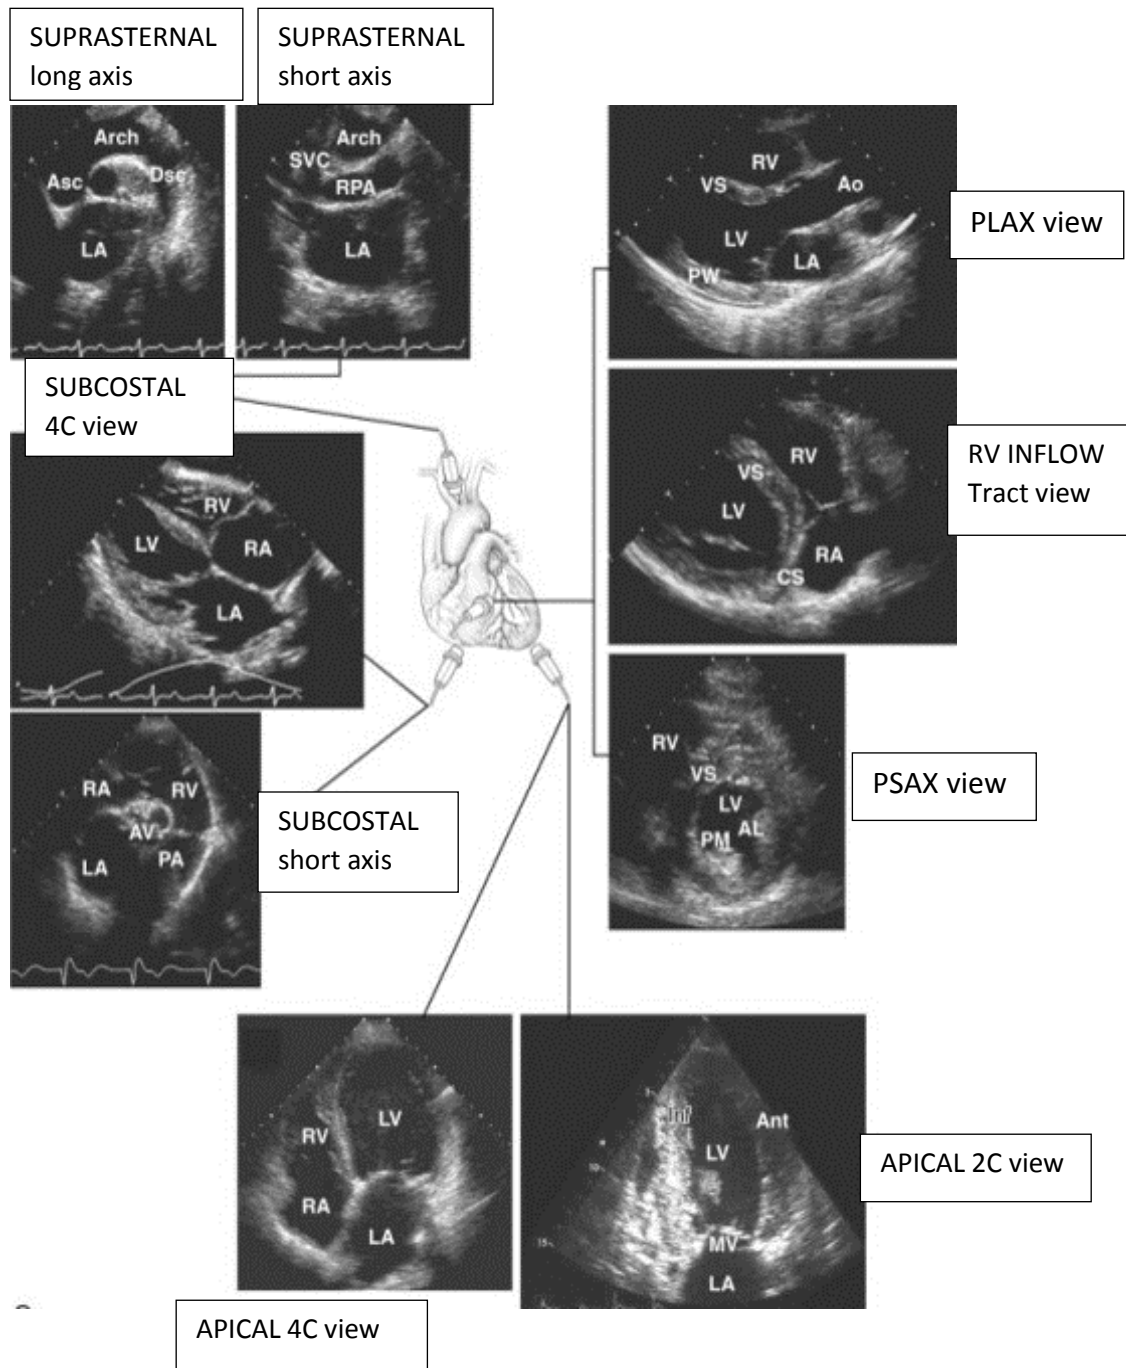 SUPRASTERNAL
long axis
SUPRASTERNAL
short axis
Arch
Asc
Dsc
LA
Arch
SVC
RPA
LA
RV
VS
Ao
LV
LA
PW
PLAX view
SUBCOSTAL
4C view
RV
LV
RA
LA
RV
VS
LV
RA
CS
RV INFLOW
Tract view
RA
RV
AV
LA
PA
SUBCOSTAL
short axis
RV
VS
LV
AL
PM
PSAX view
LV
RV
RA
LA
APICAL 4C view
Inf
Ant
LV
10
15
MV
LA
APICAL 2C view